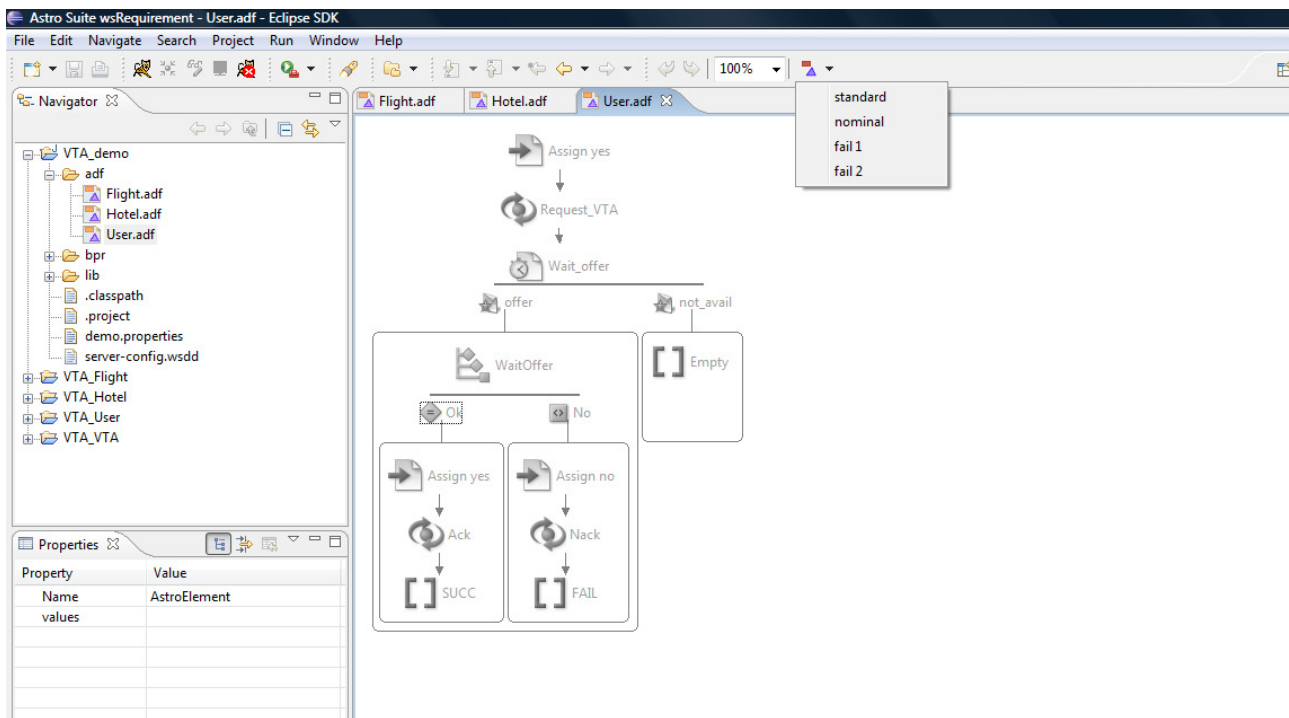 Astro Suite wsRequirement - User.adf - Eclipse SDK
File Edit Navigate Search Project Run Window Help
100%
standard
nominal
fail 1
fail 2
Navigator
Flight.adf Hotel.adf User.adf
VTA_demo
adf
Flight.adf
Hotel.adf
User.adf
bpr
lib
.classpath
.project
demo.properties
server-config.wsdd
VTA_Flight
VTA_Hotel
VTA_User
VTA_VTA
Assign yes
Request_VTA
Wait_offer
offer not_avail
WaitOffer Empty
Ok No
Assign yes Assign no
Ack Nack
SUCC FAIL
Properties
Property Value
Name AstroElement
values